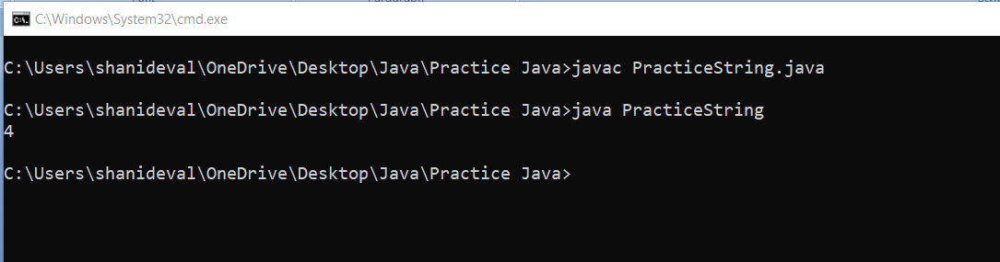 C:\Windows\System32\cmd.exe
C:\Users\shanideval\OneDrive\Desktop\Java\Practice Java>javac PracticeString.java
C:\Users\shanideval\OneDrive\Desktop\Java\Practice Java>java PracticeString
4
C:\Users\shanideval\OneDrive\Desktop\Java\Practice Java>